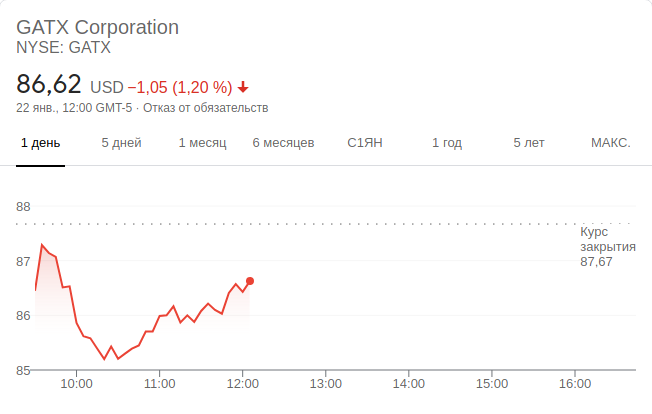 GATX Corporation
NYSE: GATX
86,62 USD −1,05 (1,20 %)
22 янв., 12:00 GMT-5 · Отказ от обязательств
1 день 5 дней 1 месяц 6 месяцев С1ЯН 1 год 5 лет МАКС.
88
Курс
закрытия
87,67
87
86
85
10:00 11:00 12:00 13:00 14:00 15:00 16:00